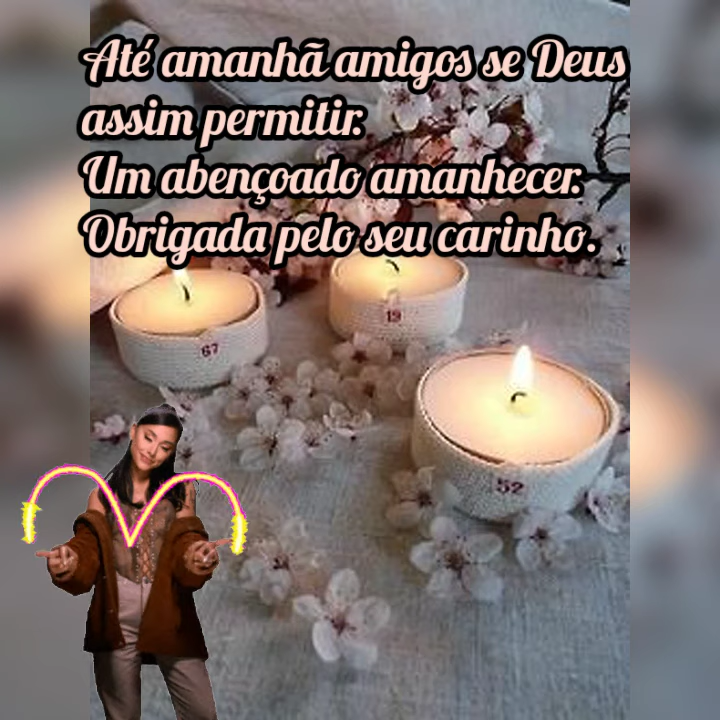 Até amanhã amigos se Deus
assim permitir.
Um abençoado amanhecer.
Obrigada pelo seu carinho.
67
19
52